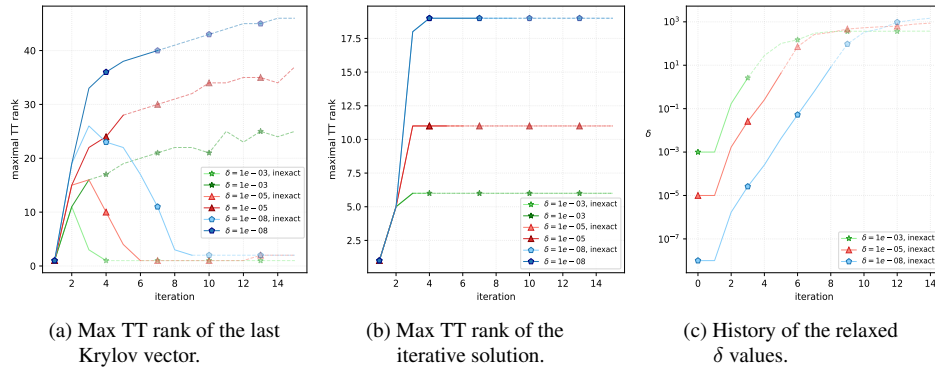 maximal TT rank
40
30
20
10
0
2
4
6
8
10
12
14
iteration
δ = 1e − 03, inexact
δ = 1e − 03
δ = 1e − 05, inexact
δ = 1e − 05
δ = 1e − 08, inexact
δ = 1e − 08
(a) Max TT rank of the last
Krylov vector.
maximal TT rank
17.5
15.0
12.5
10.0
7.5
5.0
2.5
2
4
6
8
10
12
14
iteration
δ = 1e − 03, inexact
δ = 1e − 03
δ = 1e − 05, inexact
δ = 1e − 05
δ = 1e − 08, inexact
δ = 1e − 08
(b) Max TT rank of the
iterative solution.
δ
10³
10¹
10⁻¹
10⁻³
10⁻⁵
10⁻⁷
0
2
4
6
8
10
12
14
iteration
δ = 1e − 03, inexact
δ = 1e − 05, inexact
δ = 1e − 08, inexact
(c) History of the relaxed
δ values.